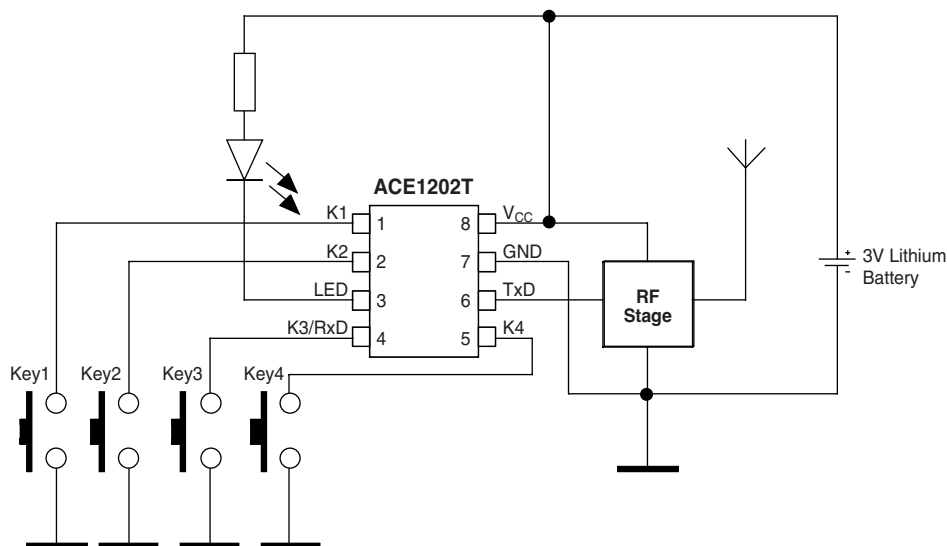 ACE1202T
K1
1
8
VCC
K2
2
7
GND
LED
3
6
TxD
K3/RxD
4
5
K4
RF
Stage
+
-
3V Lithium
Battery
Key1
Key2
Key3
Key4